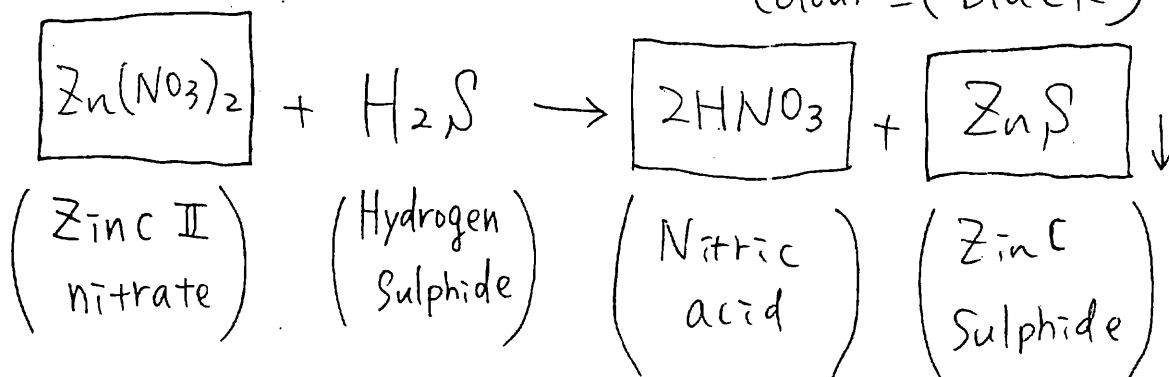 colour = (black)
Zn(NO3)2 + H2S → 2HNO3 + ZnS ↓
(Zinc II nitrate) (Hydrogen Sulphide) (Nitric acid) (Zinc Sulphide)